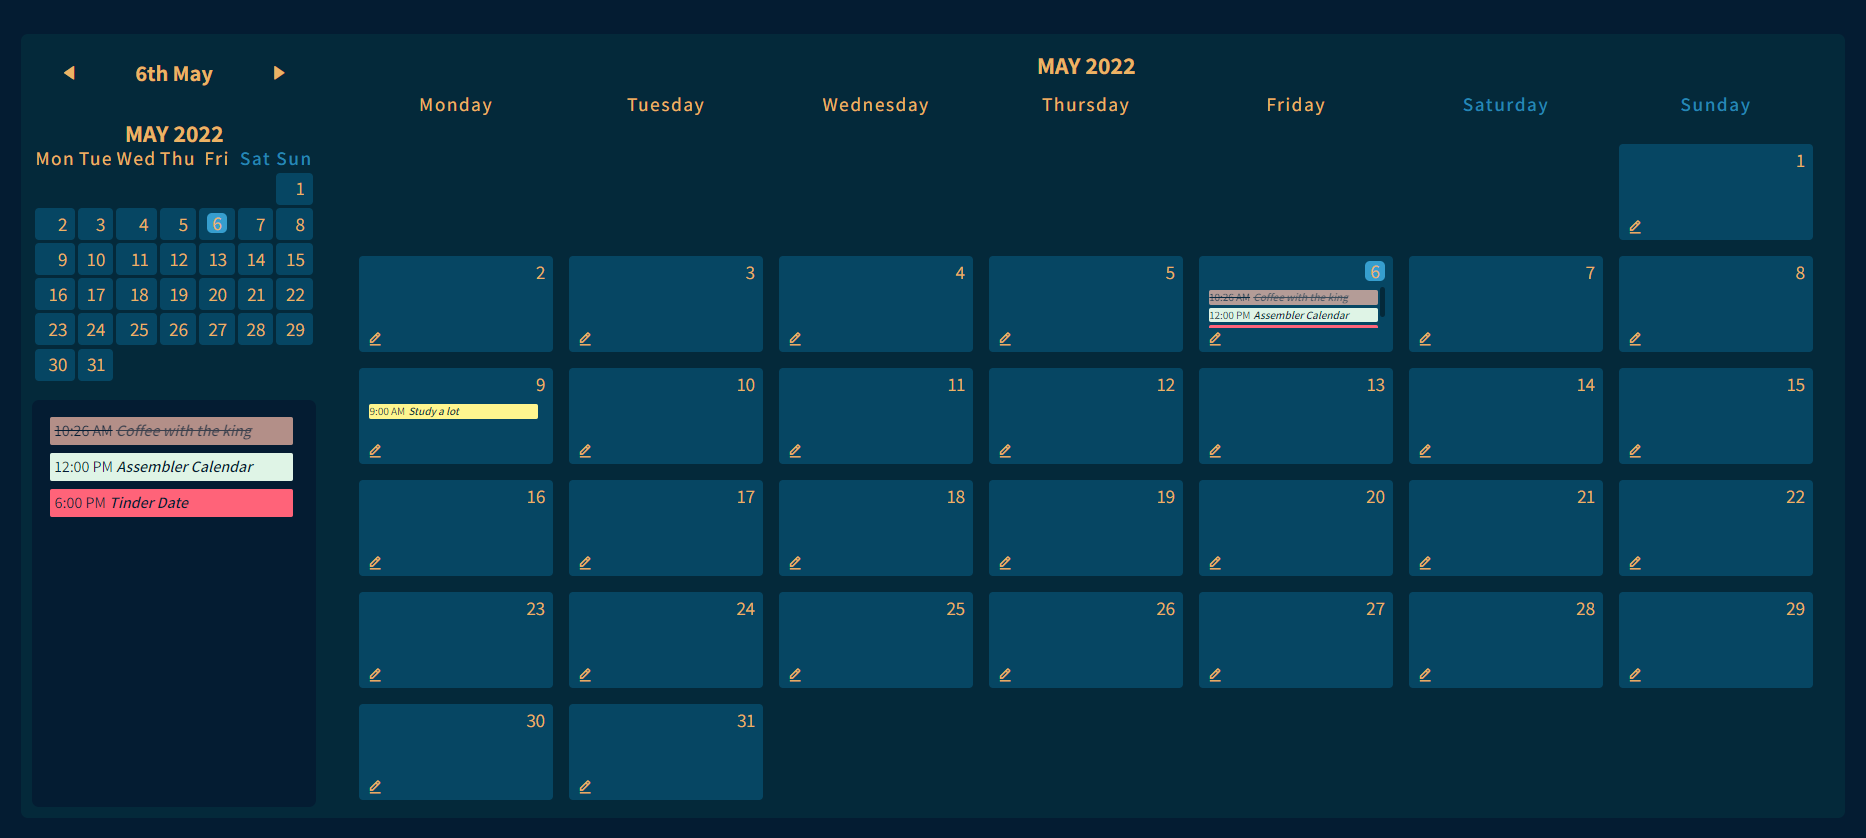 6th May
MAY 2022
Mon Tue Wed Thu Fri Sat Sun
1
2 3 4 5 6 7 8
9 10 11 12 13 14 15
16 17 18 19 20 21 22
23 24 25 26 27 28 29
30 31
10:26 AM Coffee with the king
12:00 PM Assembler Calendar
6:00 PM Tinder Date
MAY 2022
Monday Tuesday Wednesday Thursday Friday Saturday Sunday
1
2 3 4 5 6 7 8
10:26 AM Coffee with the king
12:00 PM Assembler Calendar
9 10 11 12 13 14 15
9:00 AM Study a lot
16 17 18 19 20 21 22
23 24 25 26 27 28 29
30 31